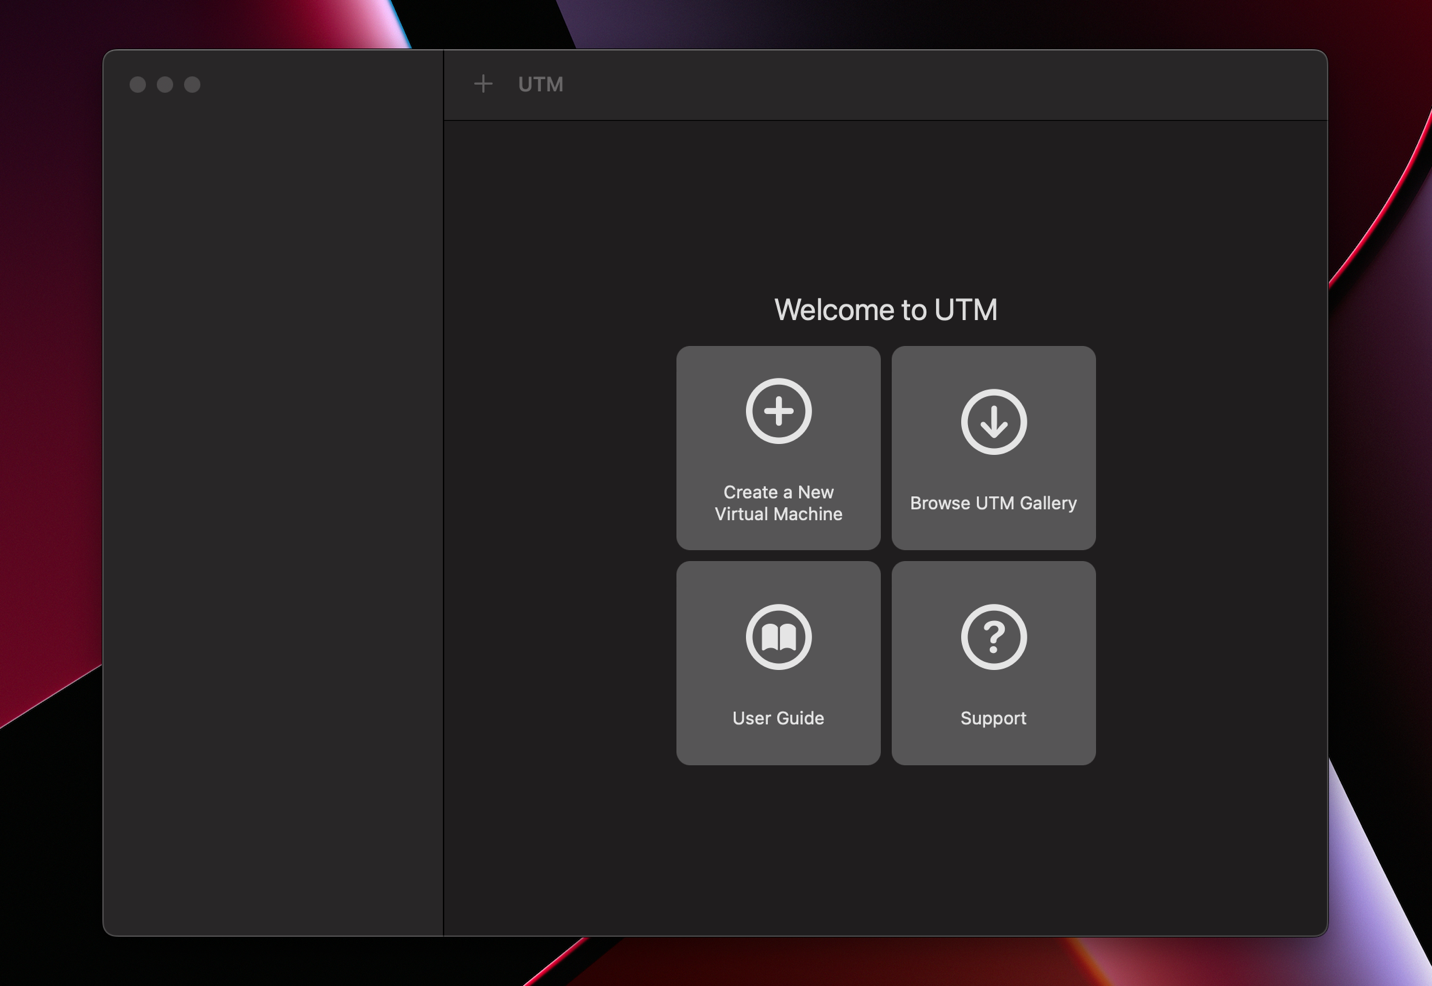 UTM
Welcome to UTM
Create a New
Virtual Machine
Browse UTM Gallery
User Guide
Support